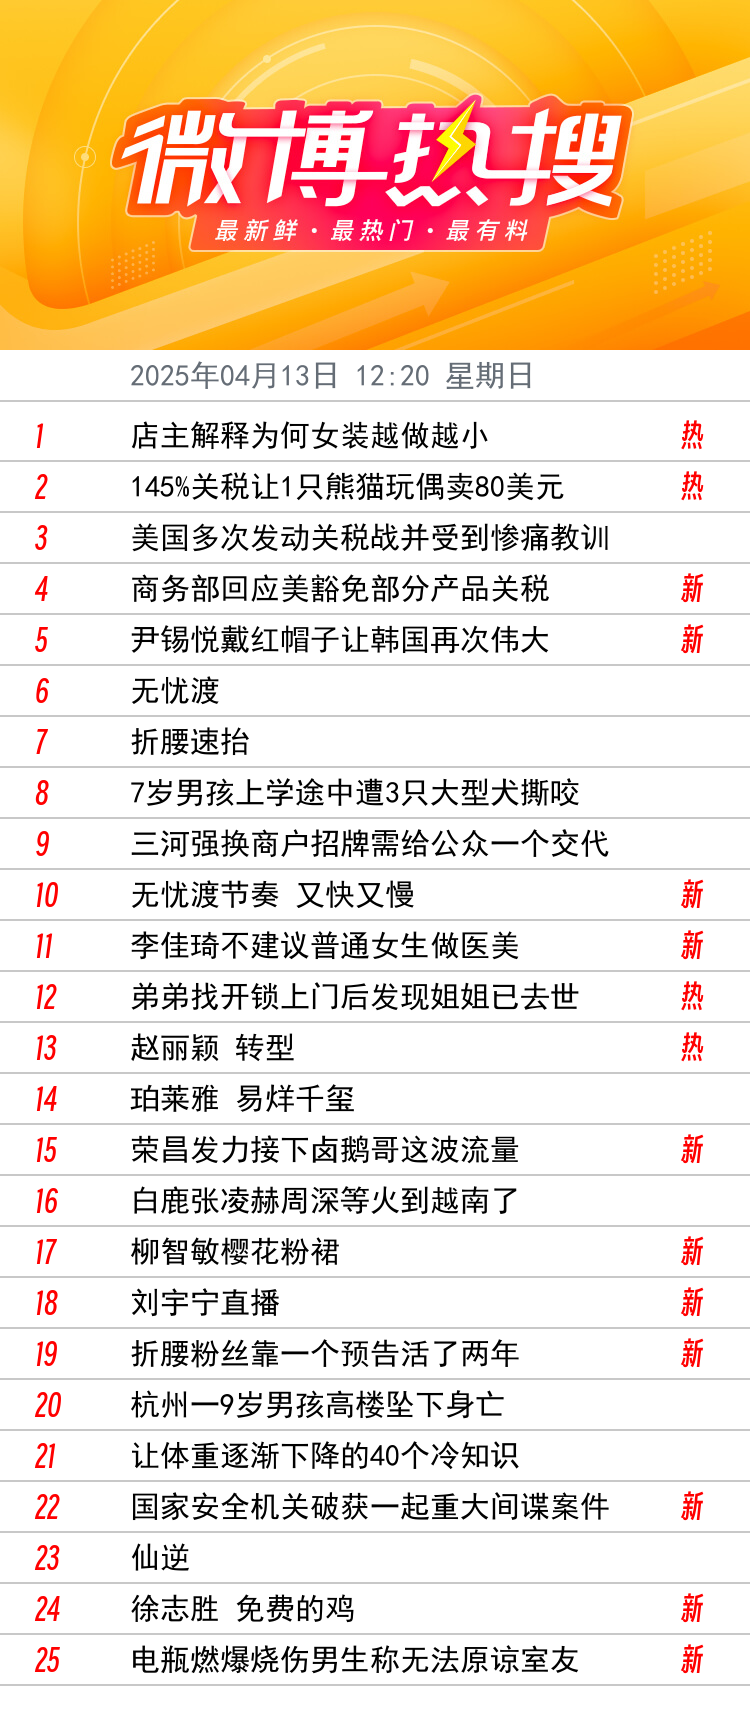 微博热搜
最新鲜·最热门·最有料
2025年04月13日 12:20 星期日
1 店主解释为何女装越做越小 热
2 145%关税让1只熊猫玩偶卖80美元 热
3 美国多次发动关税战并受到惨痛教训
4 商务部回应美豁免部分产品关税 新
5 尹锡悦戴红帽子让韩国再次伟大 新
6 无忧渡
7 折腰速抬
8 7岁男孩上学途中遭3只大型犬撕咬
9 三河强换商户招牌需给公众一个交代
10 无忧渡节奏 又快又慢 新
11 李佳琦不建议普通女生做医美 新
12 弟弟找开锁上门后发现姐姐已去世 热
13 赵丽颖 转型 热
14 珀莱雅 易烊千玺
15 荣昌发力接下卤鹅哥这波流量 新
16 白鹿张凌赫周深等火到越南了
17 柳智敏樱花粉裙 新
18 刘宇宁直播 新
19 折腰粉丝靠一个预告活了两年 新
20 杭州一9岁男孩高楼坠下身亡
21 让体重逐渐下降的40个冷知识
22 国家安全机关破获一起重大间谍案件 新
23 仙逆
24 徐志胜 免费的鸡 新
25 电瓶燃爆烧伤男生称无法原谅室友 新